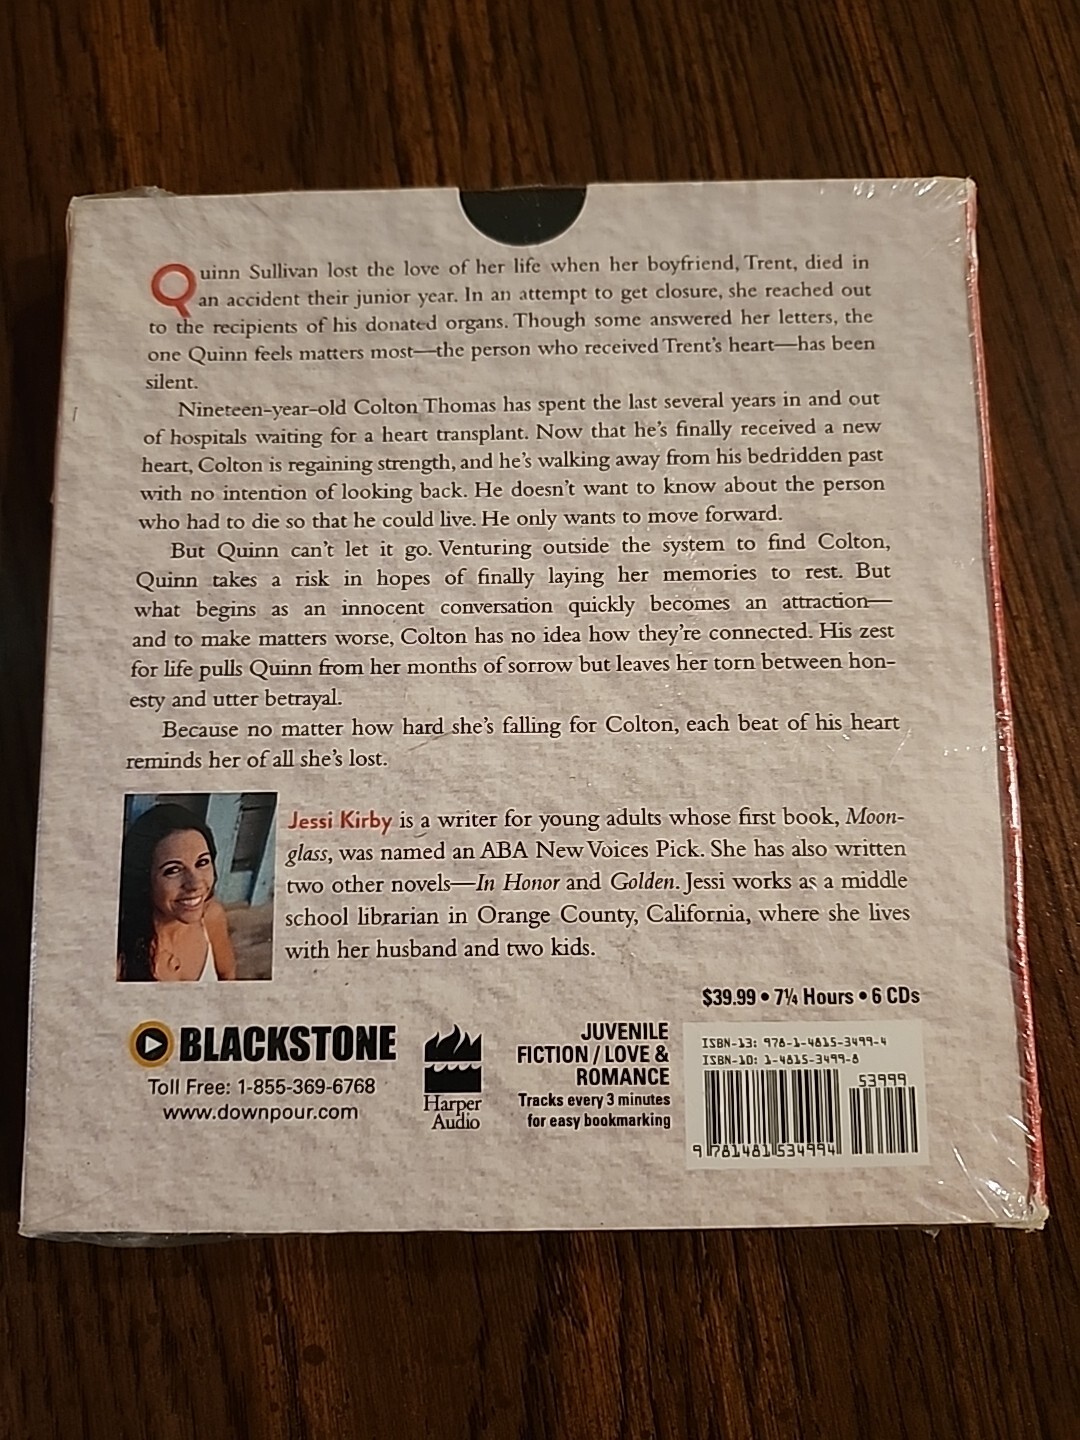 Quinn Sullivan lost the love of her life when her boyfriend, Trent, died in
an accident their junior year. In an attempt to get closure, she reached out
to the recipients of his donated organs. Though some answered her letters, the
one Quinn feels matters most—the person who received Trent's heart—has been
silent.
Nineteen-year-old Colton Thomas has spent the last several years in and out
of hospitals waiting for a heart transplant. Now that he's finally received a new
heart, Colton is regaining strength, and he's walking away from his bedridden past
with no intention of looking back. He doesn't want to know about the person
who had to die so that he could live. He only wants to move forward.
But Quinn can't let it go. Venturing outside the system to find Colton,
Quinn takes a risk in hopes of finally laying her memories to rest. But
what begins as an innocent conversation quickly becomes an attraction—
and to make matters worse, Colton has no idea how they're connected. His zest
for life pulls Quinn from her months of sorrow but leaves her torn between hon-
esty and utter betrayal.
Because no matter how hard she's falling for Colton, each beat of his heart
reminds her of all she's lost.
Jessi Kirby is a writer for young adults whose first book, Moon-
glass, was named an ABA New Voices Pick. She has also written
two other novels—In Honor and Golden. Jessi works as a middle
school librarian in Orange County, California, where she lives
with her husband and two kids.
$39.99 • 7¼ Hours • 6 CDs
BLACKSTONE
Toll Free: 1-855-369-6768
www.downpour.com
Harper
Audio
JUVENILE
FICTION / LOVE &
ROMANCE
Tracks every 3 minutes
for easy bookmarking
ISBN-13: 978-1-4815-3499-4
ISBN-10: 1-4815-3499-8
53999
9 781481 534994